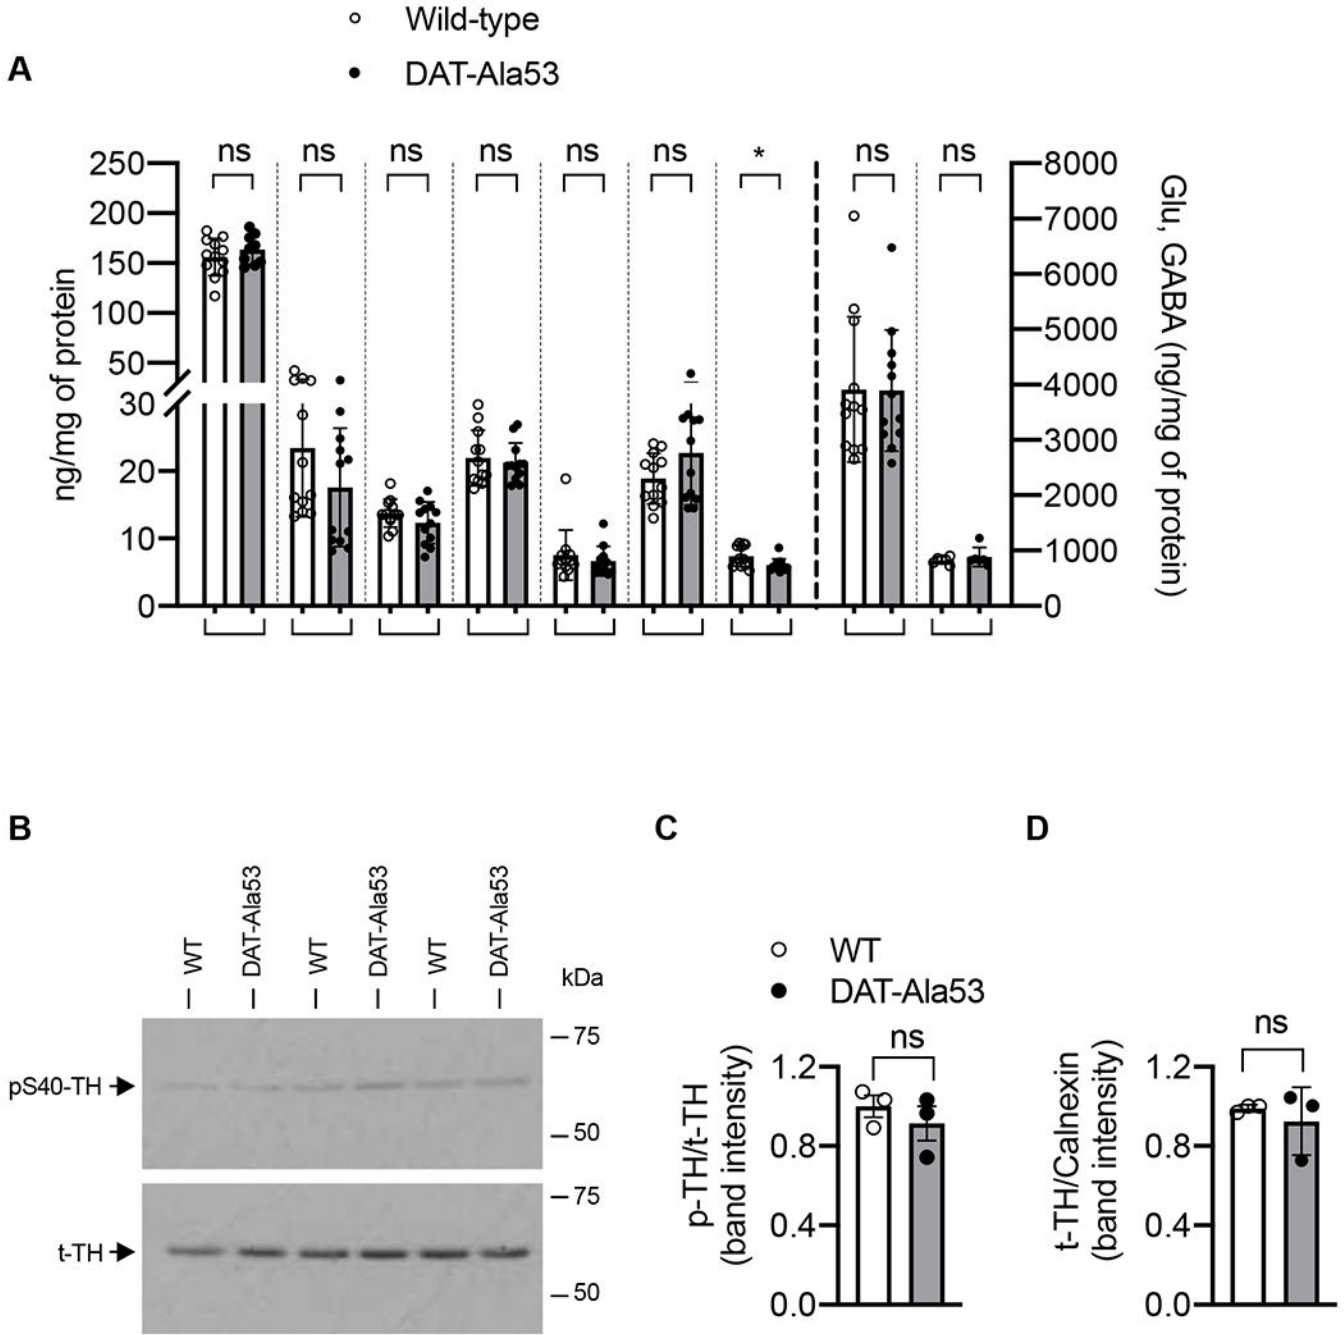 Wild-type
DAT-Ala53
A
ns ns ns ns ns ns * ns ns
250
200
150
100
50
30
20
10
0
ng/mg of protein
8000
7000
6000
5000
4000
3000
2000
1000
0
Glu, GABA (ng/mg of protein)
B
WT
DAT-Ala53
WT
DAT-Ala53
WT
DAT-Ala53
kDa
75
pS40-TH
50
75
t-TH
50
C
WT
DAT-Ala53
ns
p-TH/t-TH
(band intensity)
1.2
0.8
0.4
0.0
D
ns
t-TH/Calnexin
(band intensity)
1.2
0.8
0.4
0.0